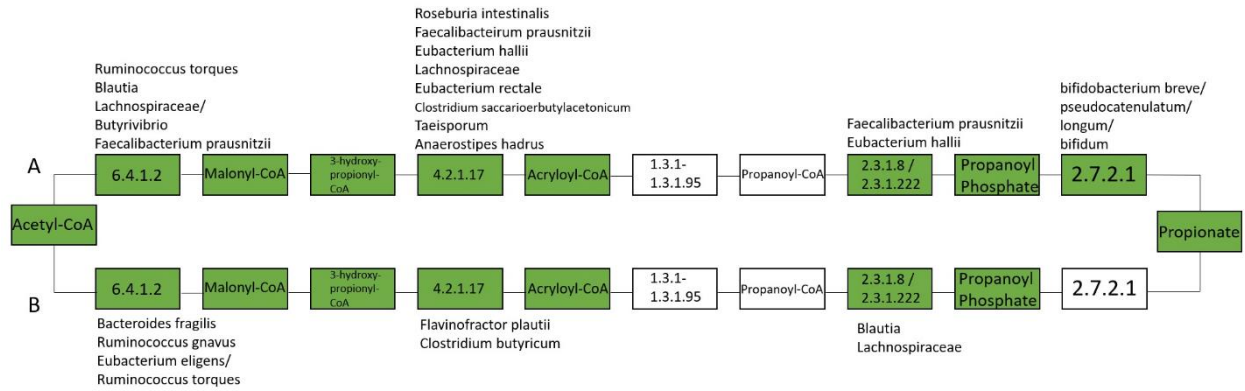 Ruminococcus torques
Blautia
Lachnospiraceae/
Butyrivibrio
Faecalibacterium prausnitzii
Roseburia intestinalis
Faecalibacteirum prausnitzii
Eubacterium hallii
Lachnospiraceae
Eubacterium rectale
Clostridium saccarioerbutylacetonicum
Taeisporum
Anaerostipes hadrus
Faecalibacterium prausnitzii
Eubacterium hallii
bifidobacterium breve/
pseudocatenulatum/
longum/
bifidum
A
6.4.1.2
Malonyl-CoA
3-hydroxy-
propionyl-
CoA
4.2.1.17
Acryloyl-CoA
1.3.1-
1.3.1.95
Propanoyl-CoA
2.3.1.8 /
2.3.1.222
Propanoyl
Phosphate
2.7.2.1
Acetyl-CoA
Propionate
B
6.4.1.2
Malonyl-CoA
3-hydroxy-
propionyl-
CoA
4.2.1.17
Acryloyl-CoA
1.3.1-
1.3.1.95
Propanoyl-CoA
2.3.1.8 /
2.3.1.222
Propanoyl
Phosphate
2.7.2.1
Bacteroides fragilis
Ruminococcus gnavus
Eubacterium eligens/
Ruminococcus torques
Flavinofractor plautii
Clostridium butyricum
Blautia
Lachnospiraceae